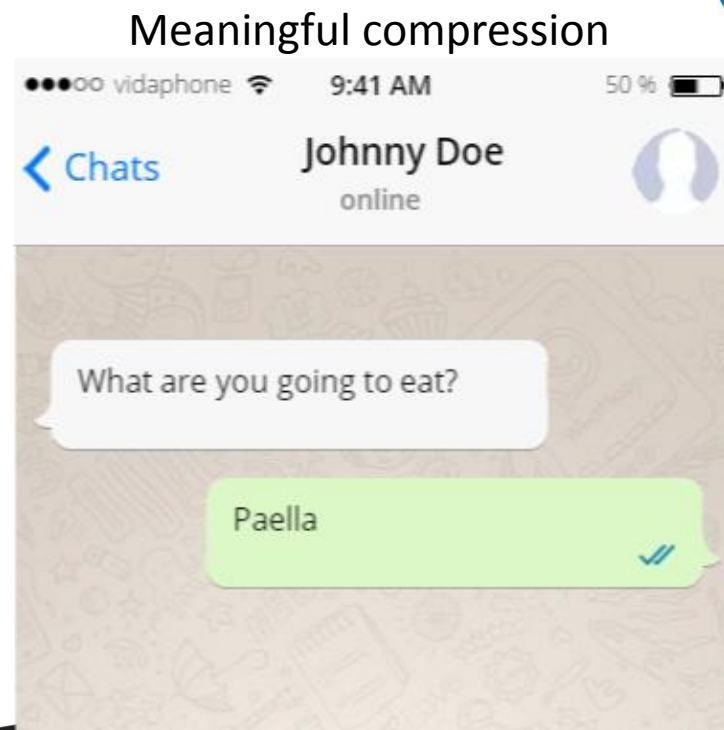 Meaningful compression
vidaphone 9:41 AM 50 %
Chats Johnny Doe
online
What are you going to eat?
Paella